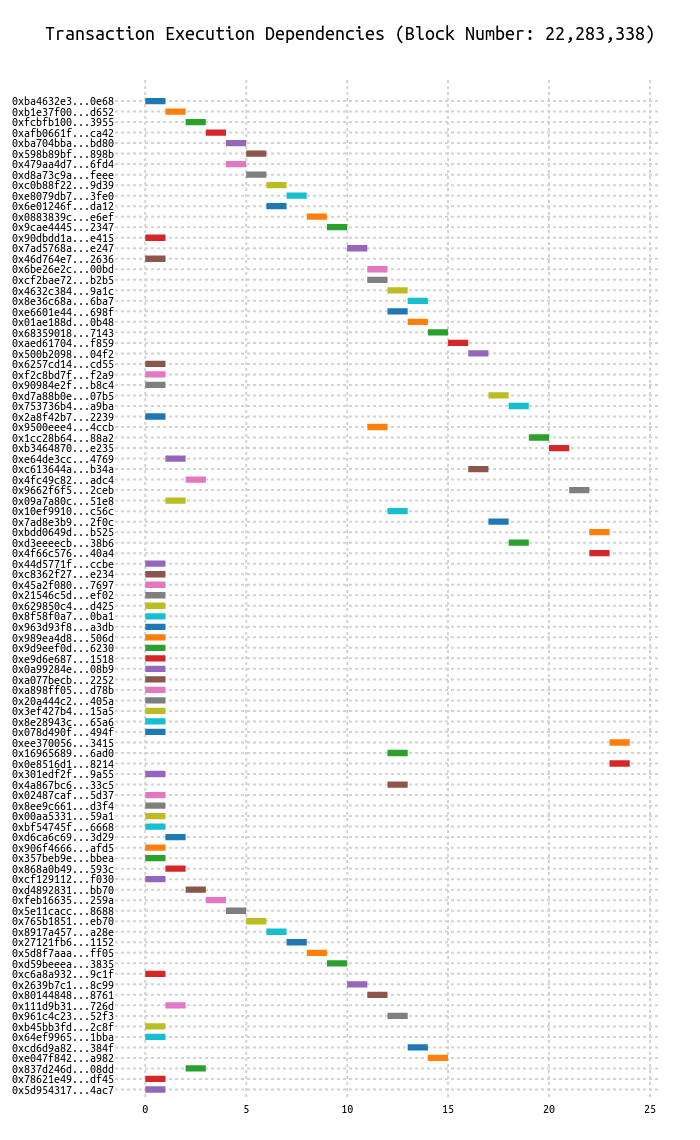 Transaction Execution Dependencies (Block Number: 22,283,338)
0xba4632e3...0e68
0xb1e37f00...d652
0xfcbfb100...3955
0xafb0661f...ca42
0xba704bba...bd80
0x598b89bf...898b
0x479aa4d7...6fd4
0xd8a73c9a...feee
0xc0b88f22...9d39
0xe8079db7...3fe0
0x6e01246f...da12
0x0883839c...e6ef
0x9cae4445...2347
0x90dbdd1a...e415
0x7ad5768a...e247
0x46d764e7...2636
0x6be26e2c...00bd
0xcf2bae72...b2b5
0x4632c384...9a1c
0x8e36c68a...6ba7
0xe6601e44...698f
0x01ae188d...0b48
0x68359018...7143
0xaed61704...f859
0x500b2098...04f2
0x6257cd14...cd55
0xf2c8bd7f...f2a9
0x90984e2f...b8c4
0xd7a88b0e...07b5
0x753736b4...a9ba
0x2a8f42b7...2239
0x9500eee4...4ccb
0x1cc28b64...88a2
0xb3464870...e235
0xe64de3cc...4769
0xc613644a...b34a
0x4fc49c82...adc4
0x9662f6f5...2ceb
0x09a7a80c...51e8
0x10ef9910...c56c
0x7ad8e3b9...2f0c
0xbdd0649d...b525
0xd3eeeecb...38b6
0x4f66c576...40a4
0x44d5771f...ccbe
0xc8362f27...e234
0x45a2f080...7697
0x21546c5d...ef02
0x629850c4...d425
0x8f58f0a7...0ba1
0x963d93f8...a3db
0x989ea4d8...506d
0x9d9eef0d...6230
0xe9d6e687...1518
0x0a99284e...08b9
0xa077becb...2252
0xa898ff05...d78b
0x20a444c2...405a
0x3ef427b4...15a5
0x8e28943c...65a6
0x078d490f...494f
0xee370056...3415
0x16965689...6ad0
0x0e8516d1...8214
0x301edf2f...9a55
0x4a867bc6...33c5
0x02487caf...5d37
0x8ee9c661...d3f4
0x00aa5331...59a1
0xbf54745f...6668
0xd6ca6c69...3d29
0x906f4666...afd5
0x357beb9e...bbea
0x868a0b49...593c
0xcf129112...f030
0xd4892831...bb70
0xfeb16635...259a
0x5e11cacc...8688
0x765b1851...eb70
0x8917a457...a28e
0x27121fb6...1152
0x5d8f7aaa...ff05
0xd59beeea...3835
0xc6a8a932...9c1f
0x2639b7c1...8c99
0x80144848...8761
0x111d9b31...726d
0x961c4c23...52f3
0xb45bb3fd...2c8f
0x64ef9965...1bba
0xcd6d9a82...384f
0xe047f842...a982
0x837d246d...08dd
0x78621e49...df45
0x5d954317...4ac7
0 5 10 15 20 25